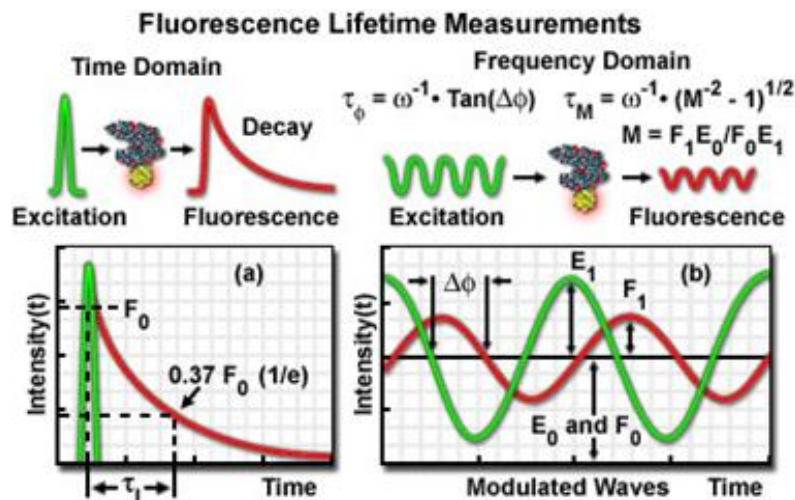 Fluorescence Lifetime Measurements
Time Domain
Decay
Excitation
Fluorescence
Frequency Domain
τϕ = ω⁻¹ • Tan(Δϕ)
τM = ω⁻¹ • (M⁻² - 1)¹/²
M = F₁E₀/F₀E₁
Excitation
Fluorescence
(a)
F₀
0.37 F₀ (1/e)
Intensity(t)
Time
(b)
Δϕ
E₁
F₁
E₀ and F₀
Intensity(t)
Modulated Waves
Time